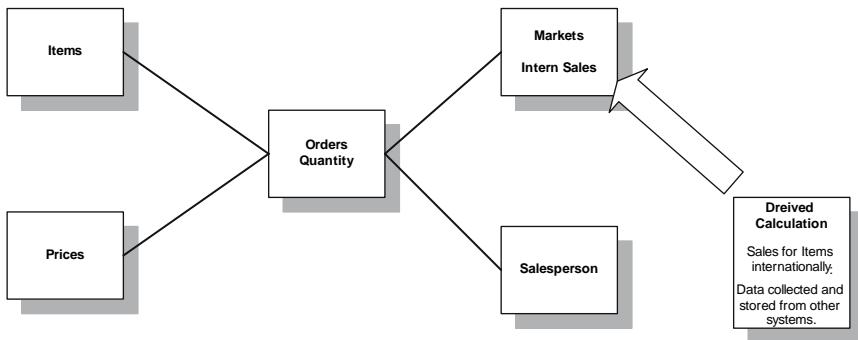 Items
Markets
Intern Sales
Orders
Quantity
Prices
Salesperson
Dreived
Calculation
Sales for Items
internationally.
Data collected and
stored from other
systems.